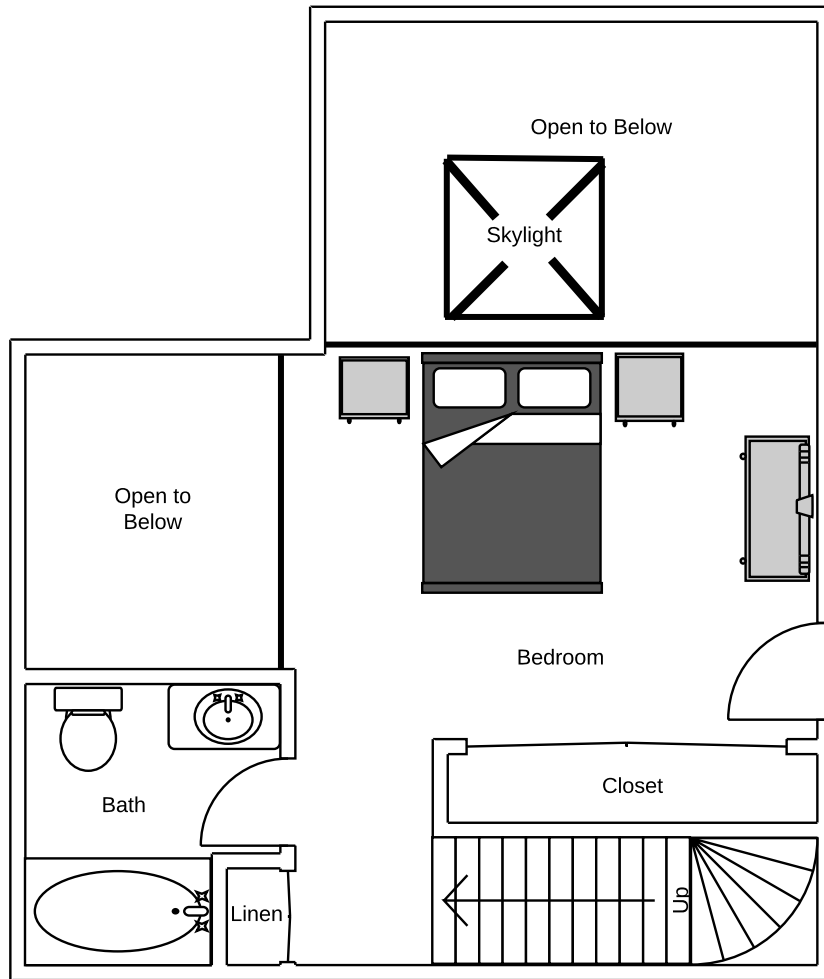 Open to Below
Skylight
Open to
Below
Bedroom
Closet
Bath
Up
Linen